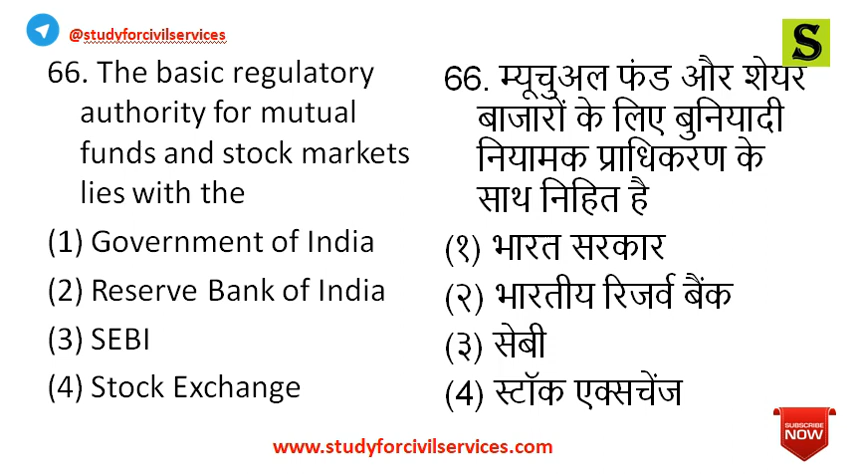 @studyforcivilservices
S
66. The basic regulatory
authority for mutual
funds and stock markets
lies with the
(1) Government of India
(2) Reserve Bank of India
(3) SEBI
(4) Stock Exchange
66. म्यूचुअल फंड और शेयर
बाजारों के लिए बुनियादी
नियामक प्राधिकरण के
साथ निहित है
(१) भारत सरकार
(२) भारतीय रिजर्व बैंक
(३) सेबी
(4) स्टॉक एक्सचेंज
SUBSCRIBE
NOW
www.studyforcivilservices.com